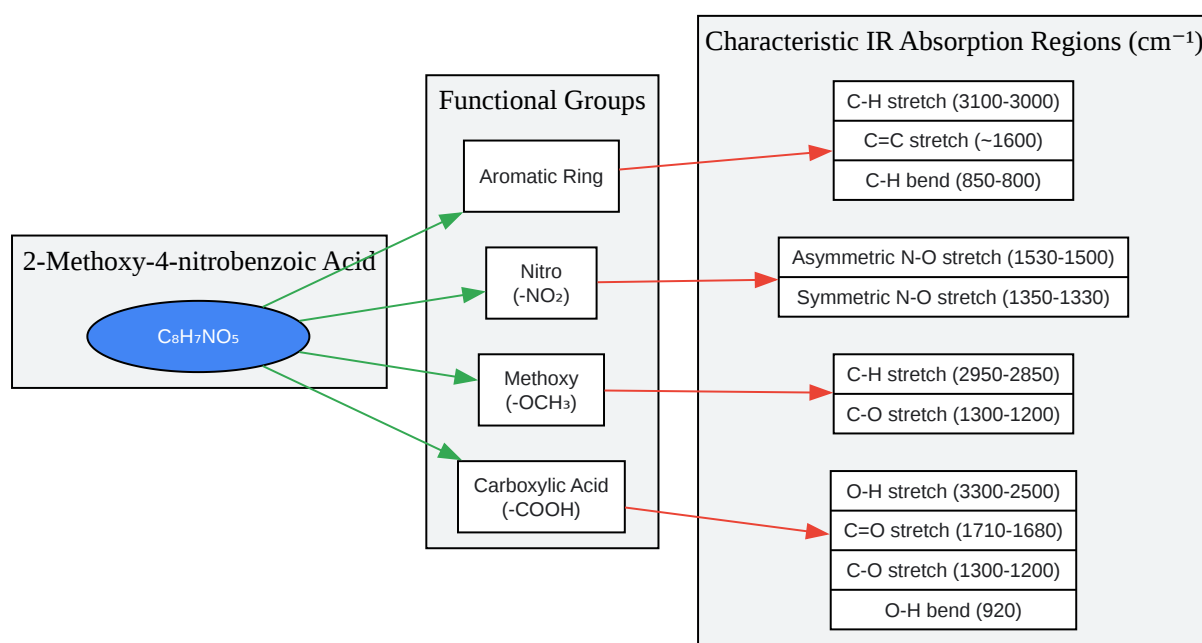 2-Methoxy-4-nitrobenzoic Acid
C₈H₇NO₅
Functional Groups
Aromatic Ring
Nitro
(-NO₂)
Methoxy
(-OCH₃)
Carboxylic Acid
(-COOH)
Characteristic IR Absorption Regions (cm⁻¹)
C-H stretch (3100-3000)
C=C stretch (~1600)
C-H bend (850-800)
Asymmetric N-O stretch (1530-1500)
Symmetric N-O stretch (1350-1330)
C-H stretch (2950-2850)
C-O stretch (1300-1200)
O-H stretch (3300-2500)
C=O stretch (1710-1680)
C-O stretch (1300-1200)
O-H bend (920)